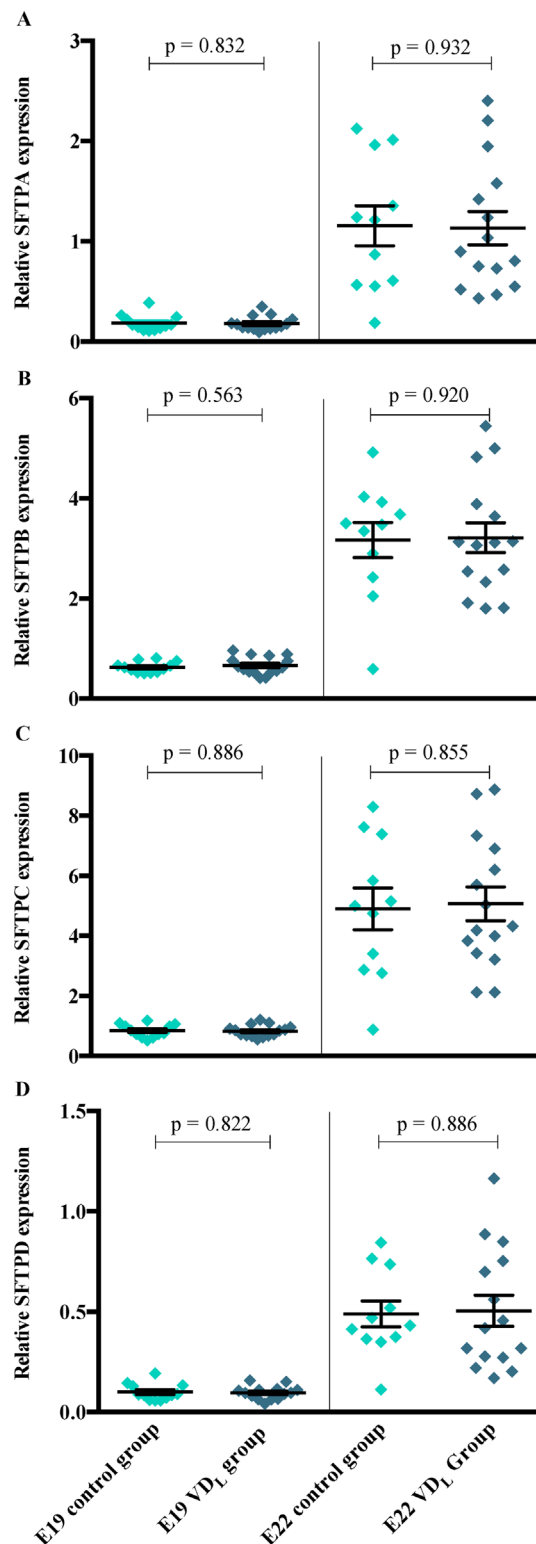 A
p = 0.832
p = 0.932
3
2
1
0
Relative SFTPA expression
B
p = 0.563
p = 0.920
6
4
2
0
Relative SFTPB expression
C
p = 0.886
p = 0.855
10
8
6
4
2
0
Relative SFTPC expression
D
p = 0.822
p = 0.886
1.5
1.0
0.5
0.0
Relative SFTPD expression
E19 control group
E19 VDL group
E22 control group
E22 VDL Group